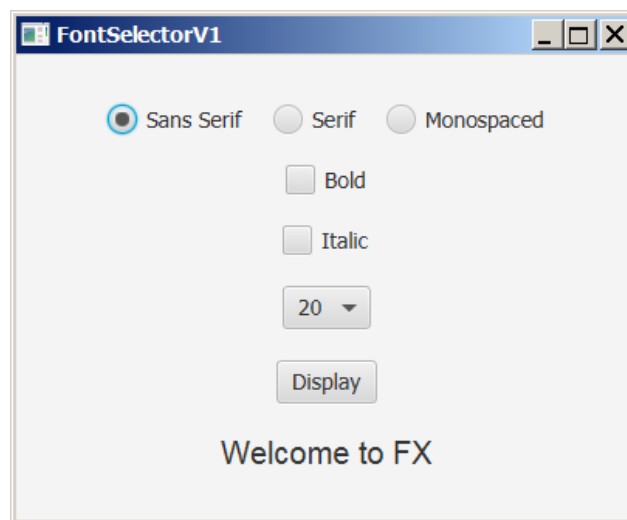 FontSelectorV1
Sans Serif Serif Monospaced
Bold
Italic
20
Display
Welcome to FX